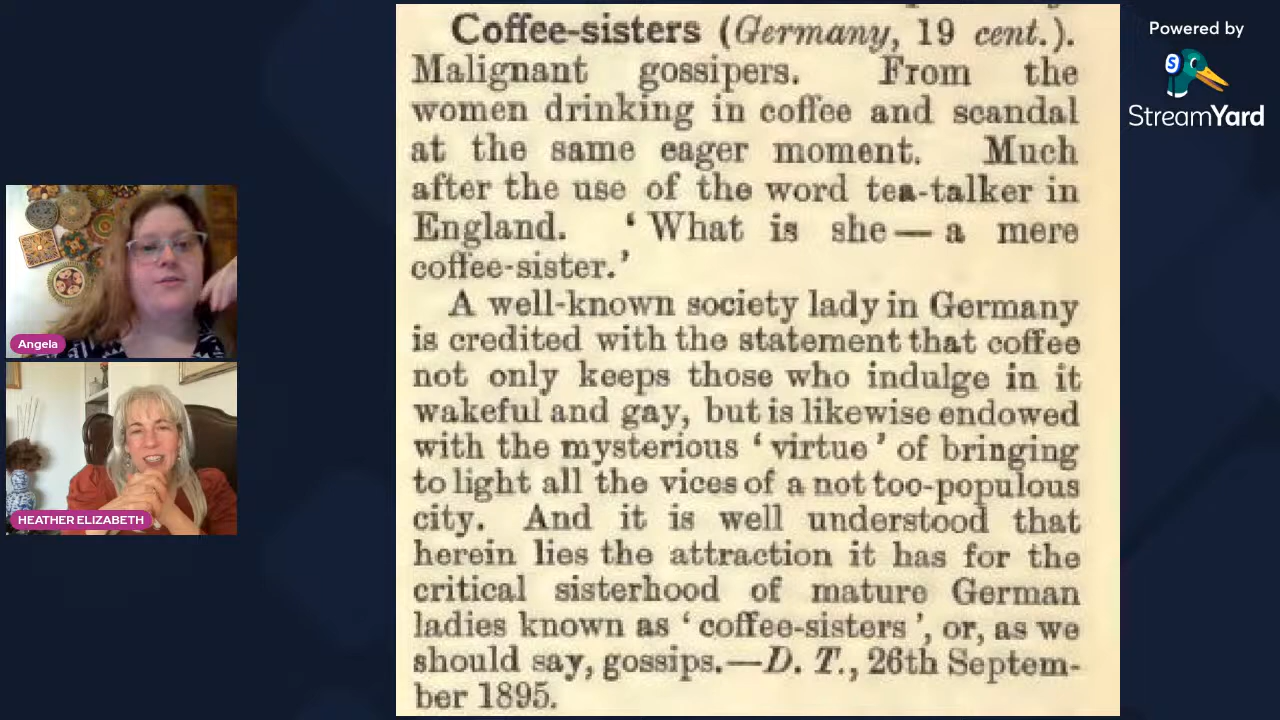 Coffee-sisters (Germany, 19 cent.).
Malignant gossipers. From the
women drinking in coffee and scandal
at the same eager moment. Much
after the use of the word tea-talker in
England. ‘ What is she — a mere
coffee-sister.’
A well-known society lady in Germany
is credited with the statement that coffee
not only keeps those who indulge in it
wakeful and gay, but is likewise endowed
with the mysterious ‘ virtue ’ of bringing
to light all the vices of a not too-populous
city. And it is well understood that
herein lies the attraction it has for the
critical sisterhood of mature German
ladies known as ‘ coffee-sisters ’, or, as we
should say, gossips.—D. T., 26th Septem-
ber 1895.
Angela
HEATHER ELIZABETH
Powered by
S
StreamYard